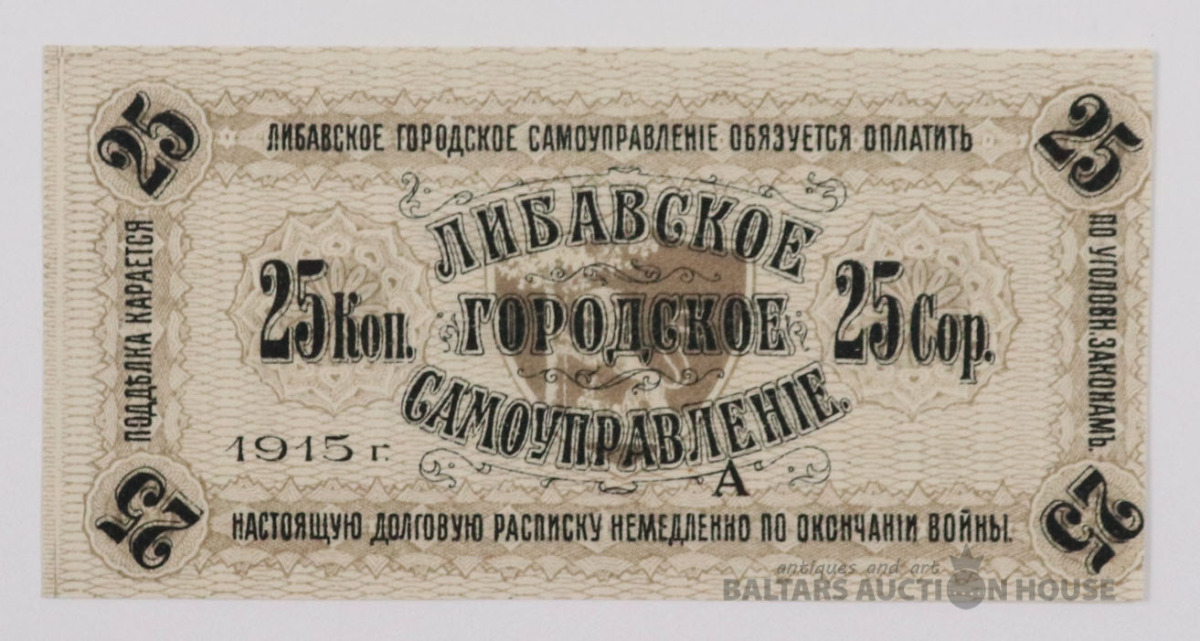 25
25
ЛИБАВСКОЕ ГОРОДСКОЕ САМОУПРАВЛЕНІЕ ОБЯЗУЕТСЯ ОПЛАТИТЬ
ПОДДѢЛКА КАРАЕТСЯ
ЛИБАВСКОЕ
ГОРОДСКОЕ
САМОУПРАВЛЕНІЕ.
25 Коп.
25 Cop.
ПО УГОЛОВН. ЗАКОНАМЪ.
1915 г.
А
25
25
НАСТОЯЩУЮ ДОЛГОВУЮ РАСПИСКУ НЕМЕДЛЕННО ПО ОКОНЧАНІИ ВОЙНЫ.
antiques and art
BALTARS AUCTION HOUSE